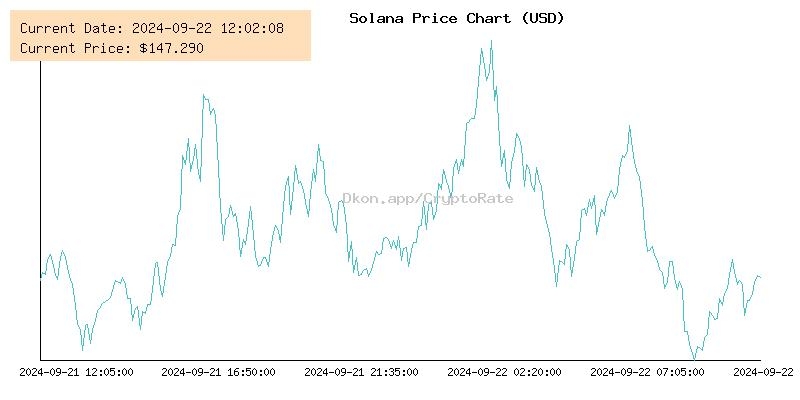 Solana Price Chart (USD)
Current Date: 2024-09-22 12:02:08
Current Price: $147.290
Dkon.app/CryptoRate
2024-09-21 12:05:00
2024-09-21 16:50:00
2024-09-21 21:35:00
2024-09-22 02:20:00
2024-09-22 07:05:00
2024-09-22